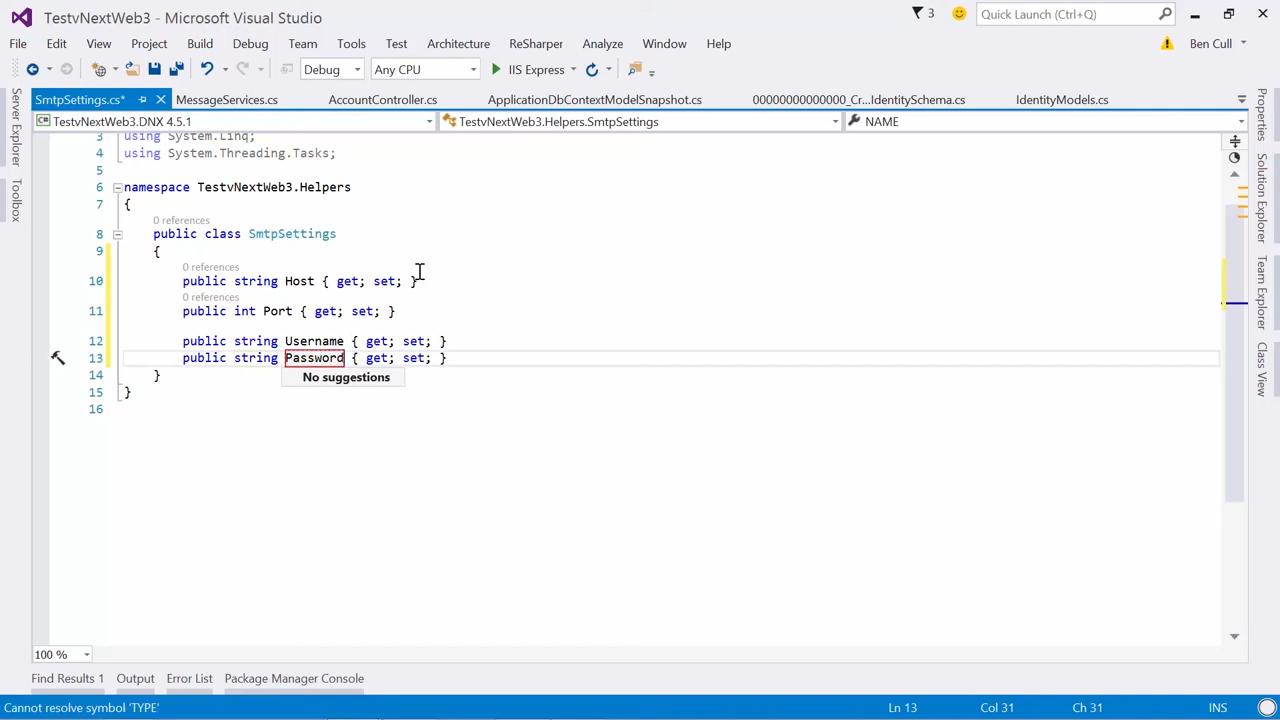 TestvNextWeb3 - Microsoft Visual Studio
3
Quick Launch (Ctrl+Q)
File Edit View Project Build Debug Team Tools Test Architecture ReSharper Analyze Window Help
Ben Cull
Debug Any CPU IIS Express
SmtpSettings.cs* MessageServices.cs AccountController.cs ApplicationDbContextModelSnapshot.cs 00000000000000_Cr...IdentitySchema.cs IdentityModels.cs
TestvNextWeb3.DNX 4.5.1 TestvNextWeb3.Helpers.SmtpSettings NAME
Server Explorer
Toolbox
3 using System.Linq;
4 using System.Threading.Tasks;
5
6 namespace TestvNextWeb3.Helpers
7 {
0 references
8 public class SmtpSettings
9 {
0 references
10 public string Host { get; set; }
0 references
11 public int Port { get; set; }
12 public string Username { get; set; }
13 public string Password { get; set; }
No suggestions
14 }
15 }
16
Properties
Solution Explorer
Team Explorer
Class View
100 %
Find Results 1 Output Error List Package Manager Console
Cannot resolve symbol 'TYPE' Ln 13 Col 31 Ch 31 INS